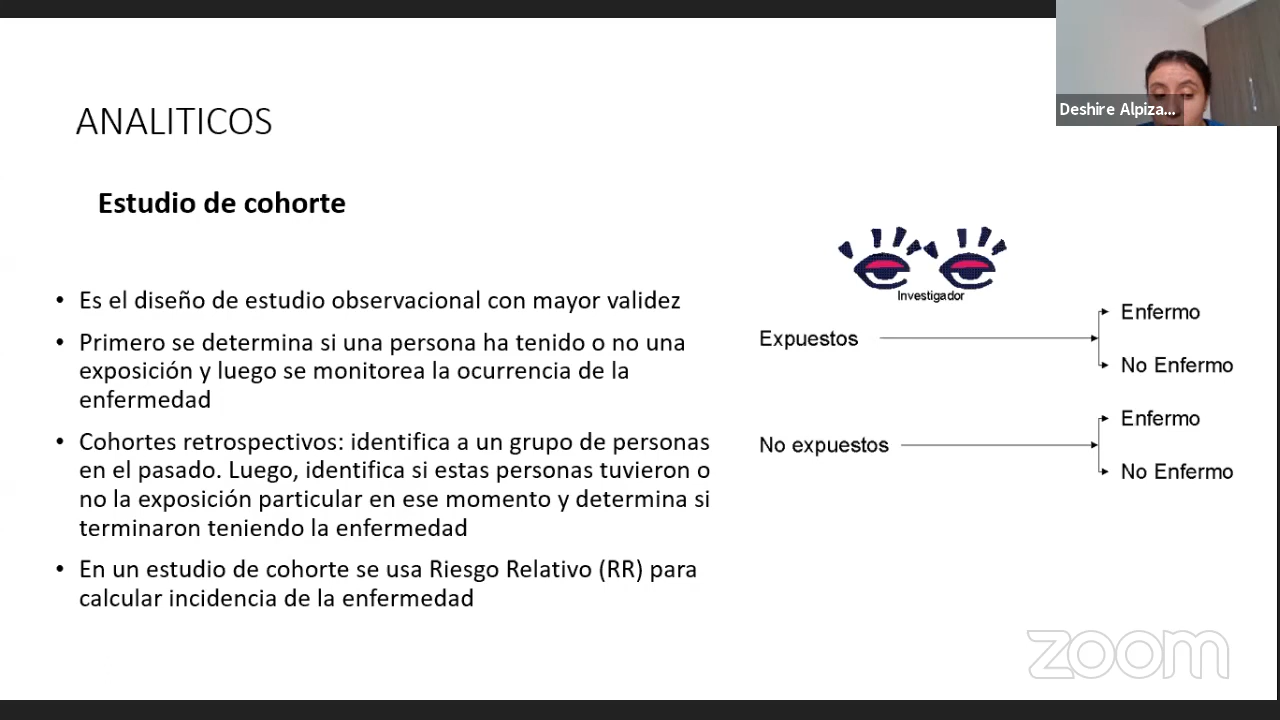 ANALITICOS
Estudio de cohorte
• Es el diseño de estudio observacional con mayor validez
• Primero se determina si una persona ha tenido o no una
exposición y luego se monitorea la ocurrencia de la
enfermedad
• Cohortes retrospectivos: identifica a un grupo de personas
en el pasado. Luego, identifica si estas personas tuvieron o
no la exposición particular en ese momento y determina si
terminaron teniendo la enfermedad
• En un estudio de cohorte se usa Riesgo Relativo (RR) para
calcular incidencia de la enfermedad
Investigador
Expuestos
Enfermo
No Enfermo
No expuestos
Enfermo
No Enfermo
Deshire Alpiza...
zoom